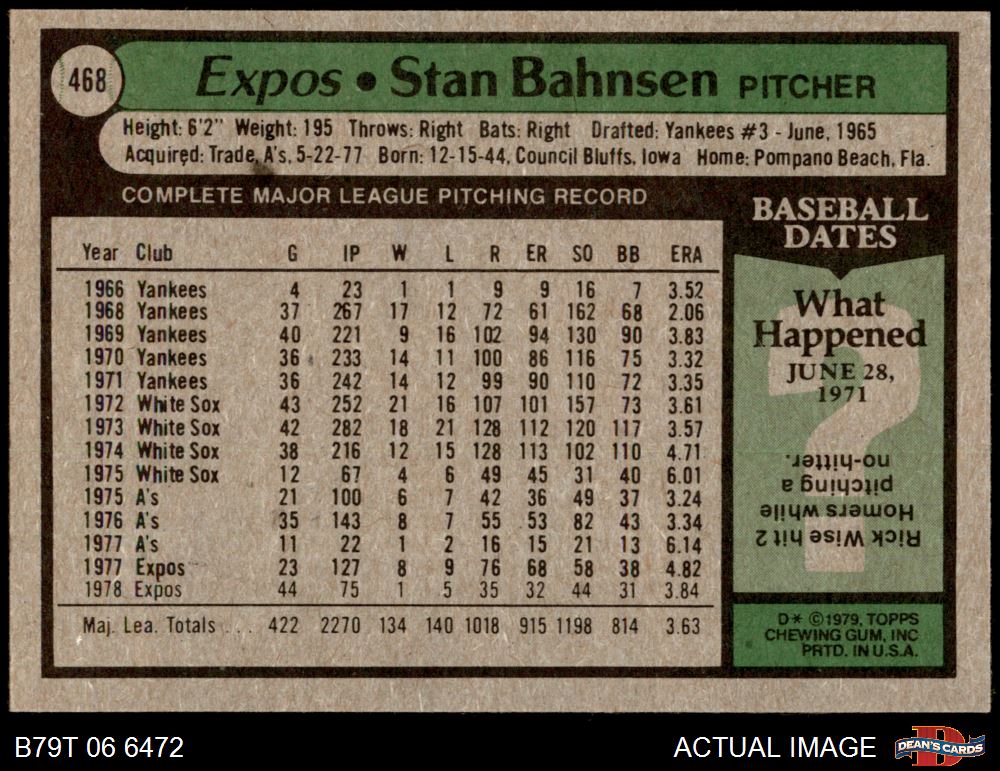 468
Expos • Stan Bahnsen PITCHER
Height: 6'2" Weight: 195 Throws: Right Bats: Right Drafted: Yankees #3 - June, 1965
Acquired: Trade, A's, 5-22-77 Born: 12-15-44, Council Bluffs, Iowa Home: Pompano Beach, Fla.
COMPLETE MAJOR LEAGUE PITCHING RECORD
Year Club G IP W L R ER SO BB ERA
1966 Yankees 4 23 1 1 9 9 16 7 3.52
1968 Yankees 37 267 17 12 72 61 162 68 2.06
1969 Yankees 40 221 9 16 102 94 130 90 3.83
1970 Yankees 36 233 14 11 100 86 116 75 3.32
1971 Yankees 36 242 14 12 99 90 110 72 3.35
1972 White Sox 43 252 21 16 107 101 157 73 3.61
1973 White Sox 42 282 18 21 128 112 120 117 3.57
1974 White Sox 38 216 12 15 128 113 102 110 4.71
1975 White Sox 12 67 4 6 49 45 31 40 6.01
1975 A's 21 100 6 7 42 36 49 37 3.24
1976 A's 35 143 8 7 55 53 82 43 3.34
1977 A's 11 22 1 2 16 15 21 13 6.14
1977 Expos 23 127 8 9 76 68 58 38 4.82
1978 Expos 44 75 1 5 35 32 44 31 3.84
Maj. Lea. Totals ... 422 2270 134 140 1018 915 1198 814 3.63
BASEBALL
DATES
What
Happened
JUNE 28,
1971
?
Rick Wise hit 2
Homers while
pitching a
no-hitter.
D* ©1979, TOPPS
CHEWING GUM, INC
PRTD. IN U.S.A.
B79T 06 6472
ACTUAL IMAGE
D
DEAN'S CARDS